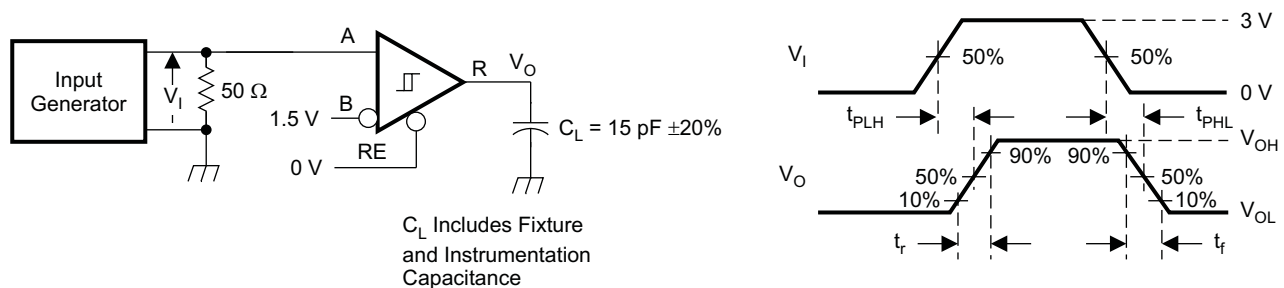 Input
Generator
V_I
50 Ω
A
B
1.5 V
RE
0 V
R
V_O
C_L = 15 pF ±20%
C_L Includes Fixture
and Instrumentation
Capacitance
3 V
V_I
50%
50%
0 V
t_PLH
t_PHL
V_OH
90%
90%
V_O
50%
50%
10%
10%
V_OL
t_r
t_f